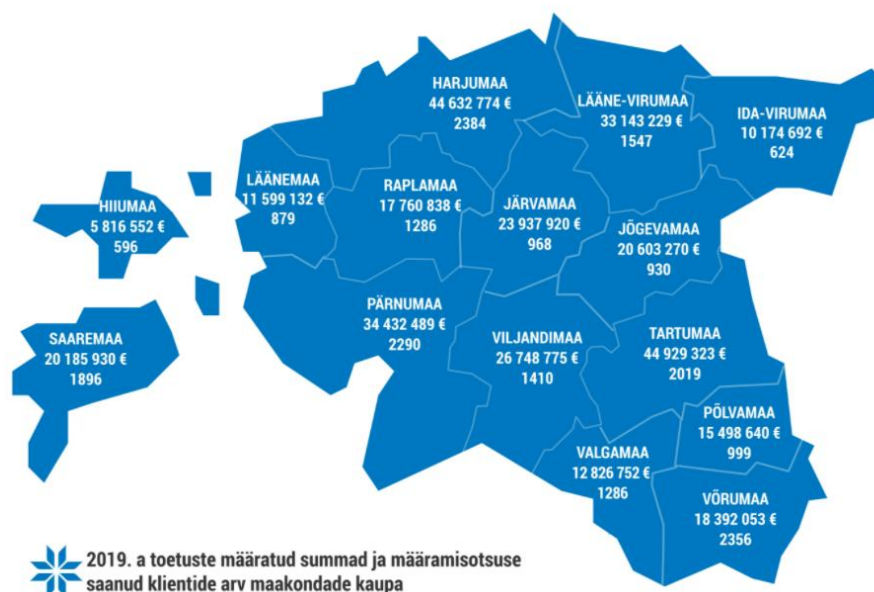 HARJUMAA
44 632 774 €
2384
LÄÄNE-VIRUMAA
33 143 229 €
1547
IDA-VIRUMAA
10 174 692 €
624
HIIUMAA
5 816 552 €
596
LÄÄNEMAA
11 599 132 €
879
RAPLAMAA
17 760 838 €
1286
JÄRVAMAA
23 937 920 €
968
JÕGEVAMAA
20 603 270 €
930
SAAREMAA
20 185 930 €
1896
PÄRNUMAA
34 432 489 €
2290
VILJANDIMAA
26 748 775 €
1410
TARTUMAA
44 929 323 €
2019
PÕLVAMAA
15 498 640 €
999
VALGAMAA
12 826 752 €
1286
VÕRUMAA
18 392 053 €
2356
2019. a toetuste määratud summad ja määramisotsuse
saanud klientide arv maakondade kaupa